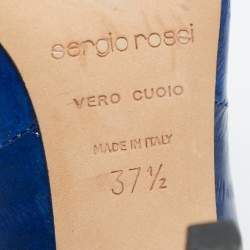 sergio rossi
VERO CUOIO
MADE IN ITALY
37½